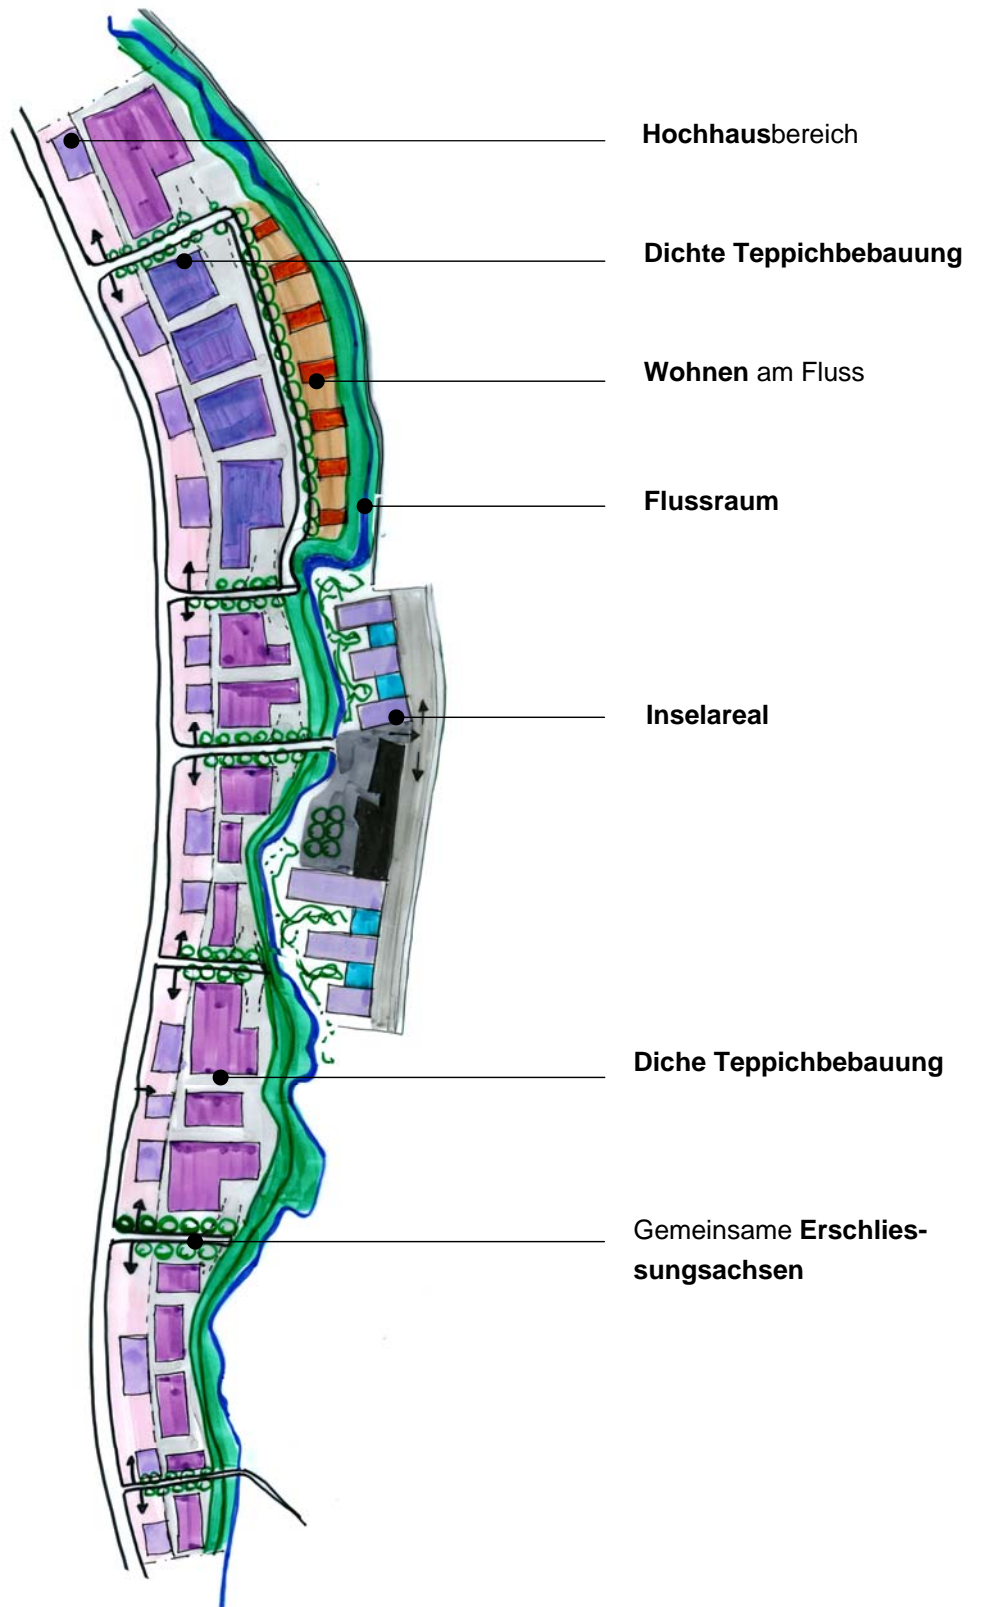 Hochhausbereich
Dichte Teppichbebauung
Wohnen am Fluss
Flussraum
Inselareal
Diche Teppichbebauung
Gemeinsame Erschlies-
sungsachsen